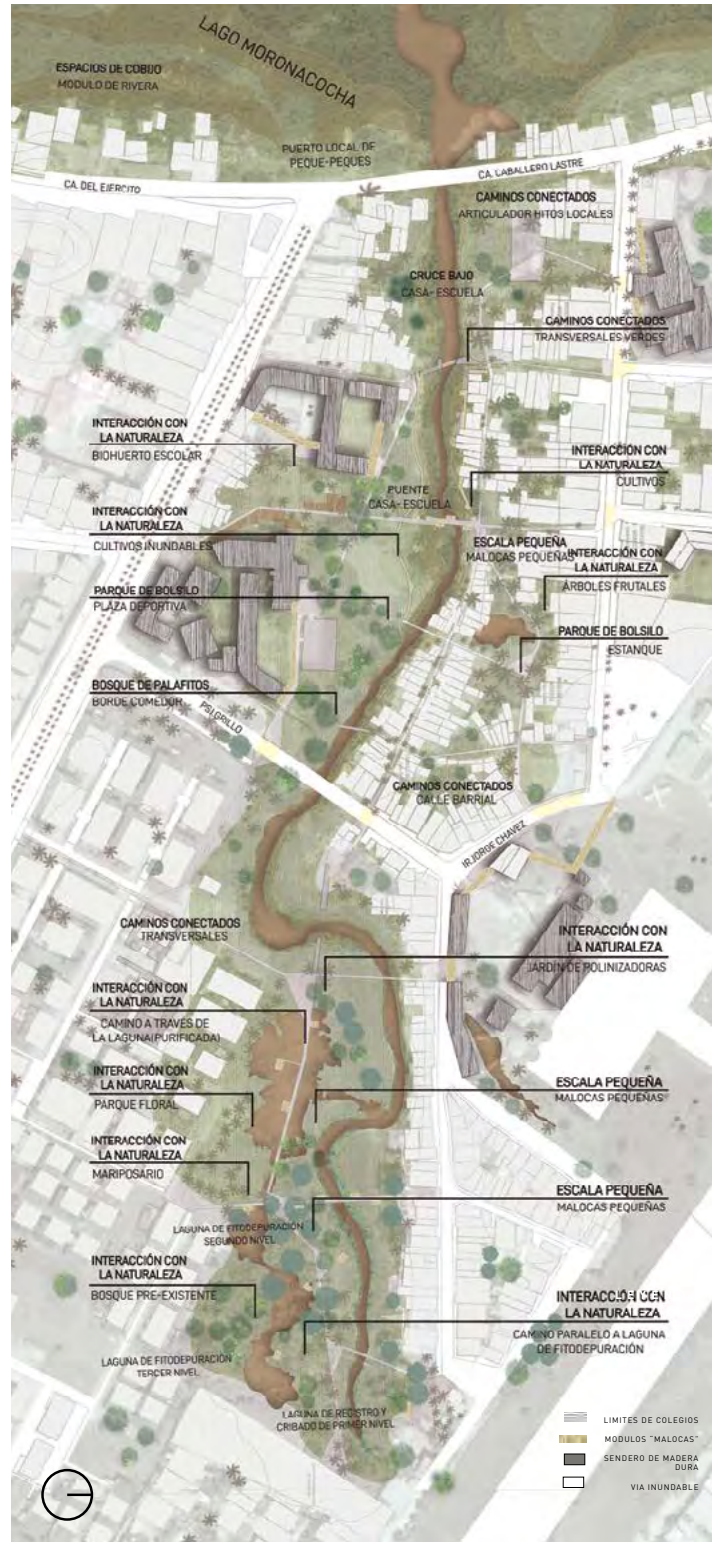 LAGO MORONACOCHA
ESPACIOS DE COBIJO
MODULO DE RIVERA
PUERTO LOCAL DE
PEQUE-PEQUES
CA. DEL EJERCITO
CA. CABALLERO LASTRE
CAMINOS CONECTADOS
ARTICULADOR HITOS LOCALES
CRUCE BAJO
CASA- ESCUELA
CAMINOS CONECTADOS
TRANSVERSALES VERDES
INTERACCIÓN CON
LA NATURALEZA
BIOHUERTO ESCOLAR
INTERACCIÓN CON
LA NATURALEZA
CULTIVOS
PUENTE
CASA- ESCUELA
INTERACCIÓN CON
LA NATURALEZA
CULTIVOS INUNDABLES
ESCALA PEQUEÑA
MALOCAS PEQUEÑAS
INTERACCIÓN CON
LA NATURALEZA
ÁRBOLES FRUTALES
PARQUE DE BOLSILO
PLAZA DEPORTIVA
PARQUE DE BOLSILO
ESTANQUE
BOSQUE DE PALAFITOS
BORDE COMEDOR
PSJ GRILLO
CAMINOS CONECTADOS
CALLE BARRIAL
JR.JORGE CHAVEZ
CAMINOS CONECTADOS
TRANSVERSALES
INTERACCIÓN CON
LA NATURALEZA
JARDÍN DE POLINIZADORAS
INTERACCIÓN CON
LA NATURALEZA
CAMINO A TRAVES DE
LA LAGUNA(PURIFICADA)
INTERACCIÓN CON
LA NATURALEZA
PARQUE FLORAL
ESCALA PEQUEÑA
MALOCAS PEQUEÑAS
INTERACCIÓN CON
LA NATURALEZA
MARIPOSARIO
ESCALA PEQUEÑA
MALOCAS PEQUEÑAS
LAGUNA DE FITODEPURACIÓN
SEGUNDO NIVEL
INTERACCIÓN CON
LA NATURALEZA
BOSQUE PRE-EXISTENTE
INTERACCIÓN CON
LA NATURALEZA
CAMINO PARALELO A LAGUNA
DE FITODEPURACIÓN
LAGUNA DE FITODEPURACIÓN
TERCER NIVEL
LAGUNA DE REGISTRO Y
CRIBADO DE PRIMER NIVEL
LIMITES DE COLEGIOS
MODULOS "MALOCAS"
SENDERO DE MADERA
DURA
VIA INUNDABLE